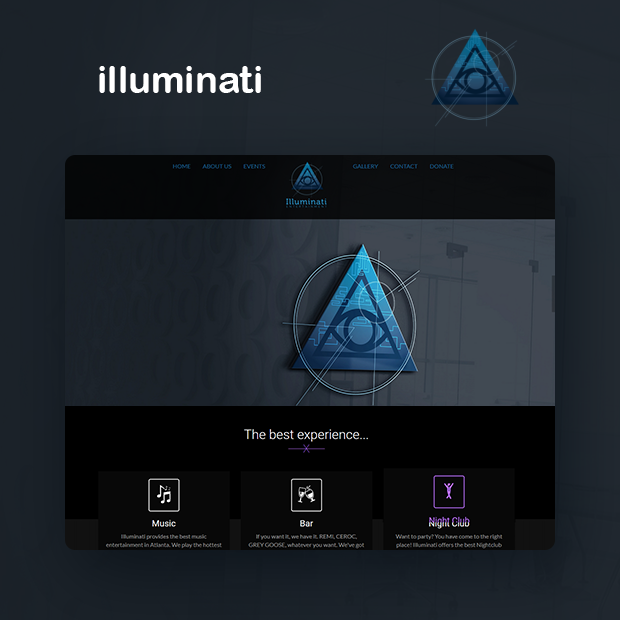 illuminati
HOME ABOUT US EVENTS GALLERY CONTACT DONATE
Illuminati
ENTERTAINMENT
The best experience...
Music
Illuminati provides the best music
entertainment in Atlanta. We play the hottest
Bar
If you want it, we have it. REMI, CEROC,
GREY GOOSE, whatever you want. We've got
Night Club
Want to party? You have come to the right
place! Illuminati offers the best Nightclub